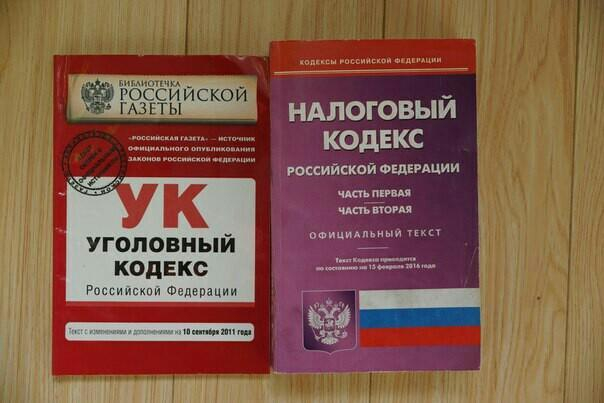 БИБЛИОТЕЧКА
РОССИЙСКОЙ
ГАЗЕТЫ
«РОССИЙСКАЯ ГАЗЕТА» — ИСТОЧНИК
ОФИЦИАЛЬНОГО ОПУБЛИКОВАНИЯ
ЗАКОНОВ РОССИЙСКОЙ ФЕДЕРАЦИИ
УК
УГОЛОВНЫЙ
КОДЕКС
Российской Федерации
Текст с изменениями и дополнениями на 10 сентября 2011 года
КОДЕКСЫ РОССИЙСКОЙ ФЕДЕРАЦИИ
НАЛОГОВЫЙ
КОДЕКС
РОССИЙСКОЙ ФЕДЕРАЦИИ
ЧАСТЬ ПЕРВАЯ
ЧАСТЬ ВТОРАЯ
ОФИЦИАЛЬНЫЙ ТЕКСТ
Текст Кодекса приводится
по состоянию на 15 февраля 2016 года